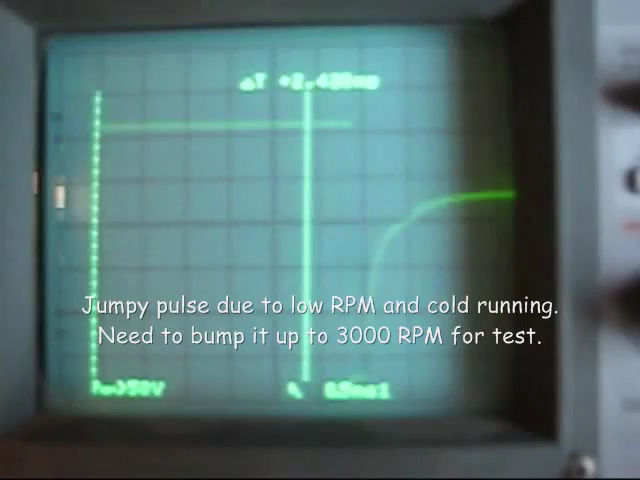 Jumpy pulse due to low RPM and cold running.
Need to bump it up to 3000 RPM for test.